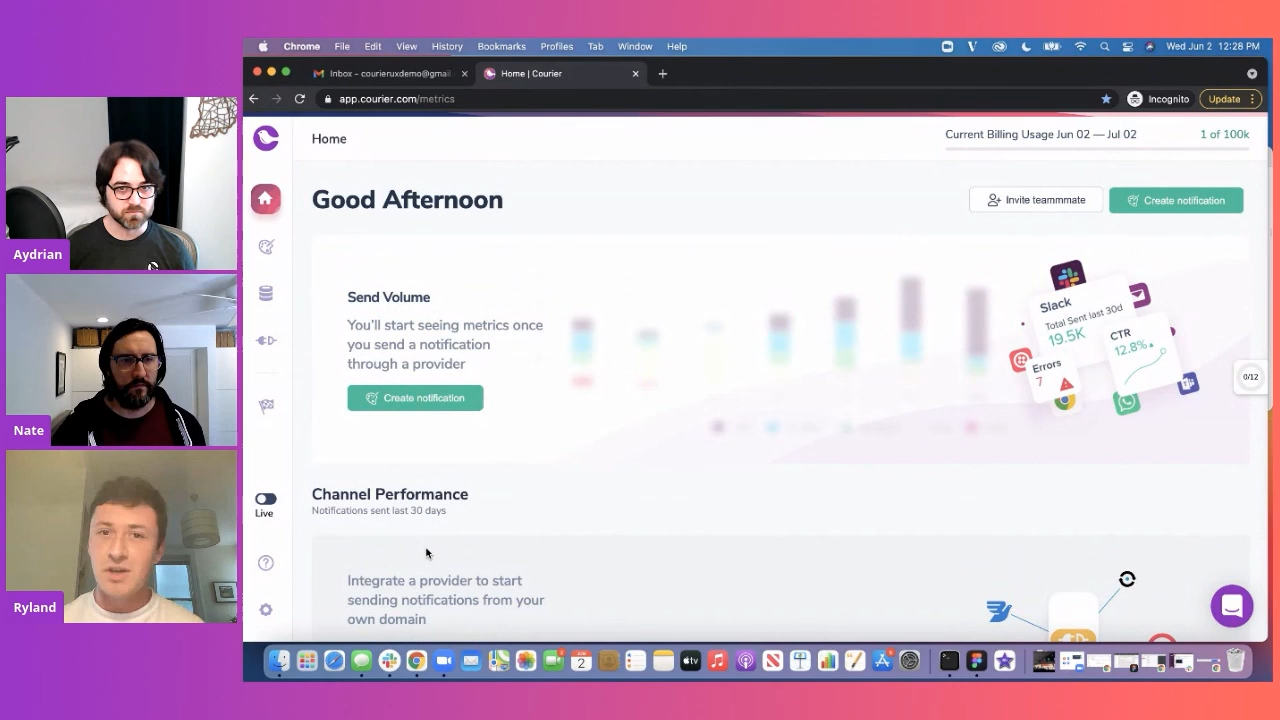 Chrome File Edit View History Bookmarks Profiles Tab Window Help Wed Jun 2 12:28 PM
Inbox - courieruxdemo@gmail
Home | Courier
app.courier.com/metrics
Incognito
Update
Home
Current Billing Usage Jun 02 — Jul 02
1 of 100k
Good Afternoon
Invite teammmate
Create notification
Send Volume
You'll start seeing metrics once
you send a notification
through a provider
Create notification
Slack
Total Sent last 30d
19.5K
CTR
12.8%
Errors
7
0/12
Channel Performance
Notifications sent last 30 days
Live
Integrate a provider to start
sending notifications from your
own domain
Aydrian
Nate
Ryland